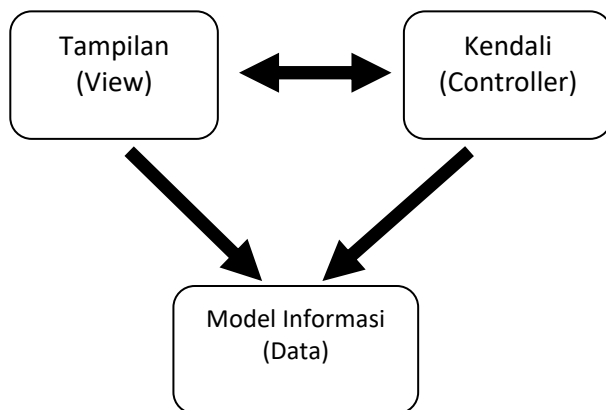 Tampilan
(View)
Kendali
(Controller)
Model Informasi
(Data)